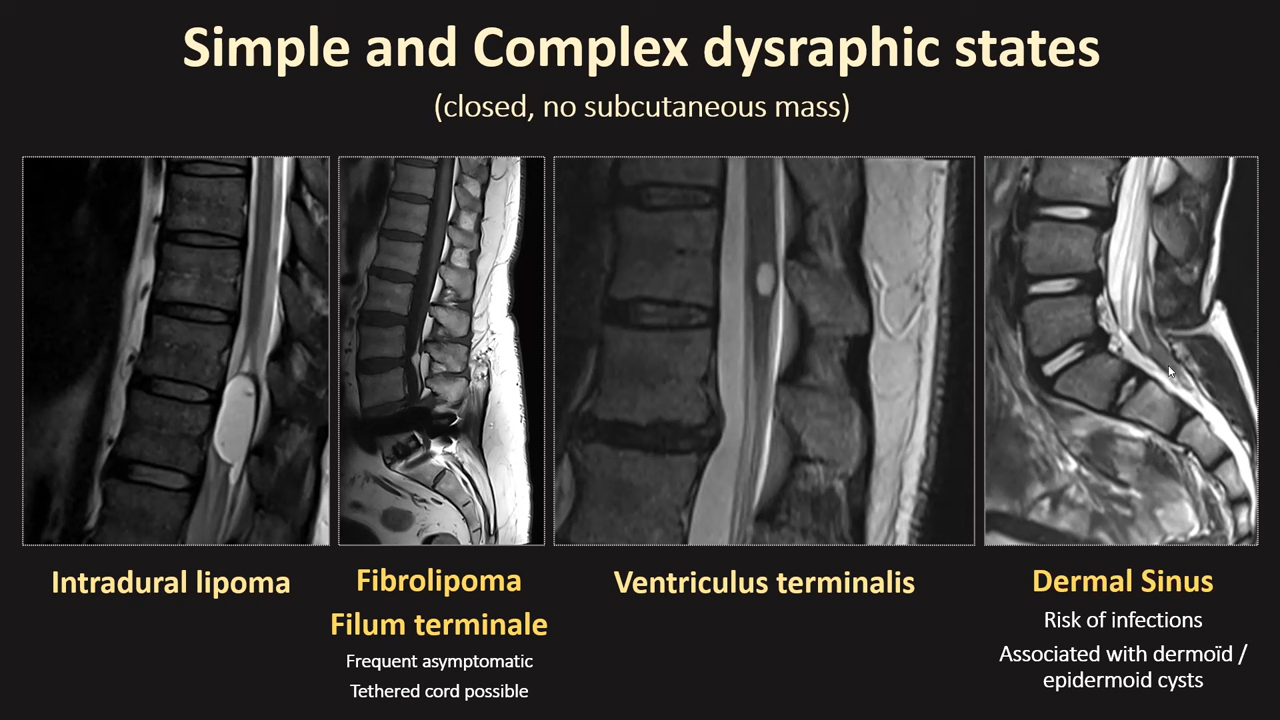 Simple and Complex dysraphic states
(closed, no subcutaneous mass)
Intradural lipoma
Fibrolipoma
Filum terminale
Frequent asymptomatic
Tethered cord possible
Ventriculus terminalis
Dermal Sinus
Risk of infections
Associated with dermoïd /
epidermoid cysts